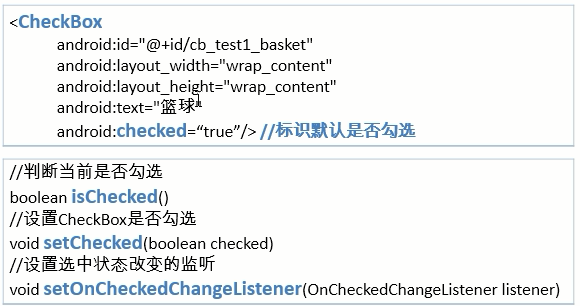 <CheckBox
android:id="@+id/cb_test1_basket"
android:layout_width="wrap_content"
android:layout_height="wrap_content"
android:text="篮球"
android:checked=“true”/> //标识默认是否勾选
//判断当前是否勾选
boolean isChecked()
//设置CheckBox是否勾选
void setChecked(boolean checked)
//设置选中状态改变的监听
void setOnCheckedChangeListener(OnCheckedChangeListener listener)